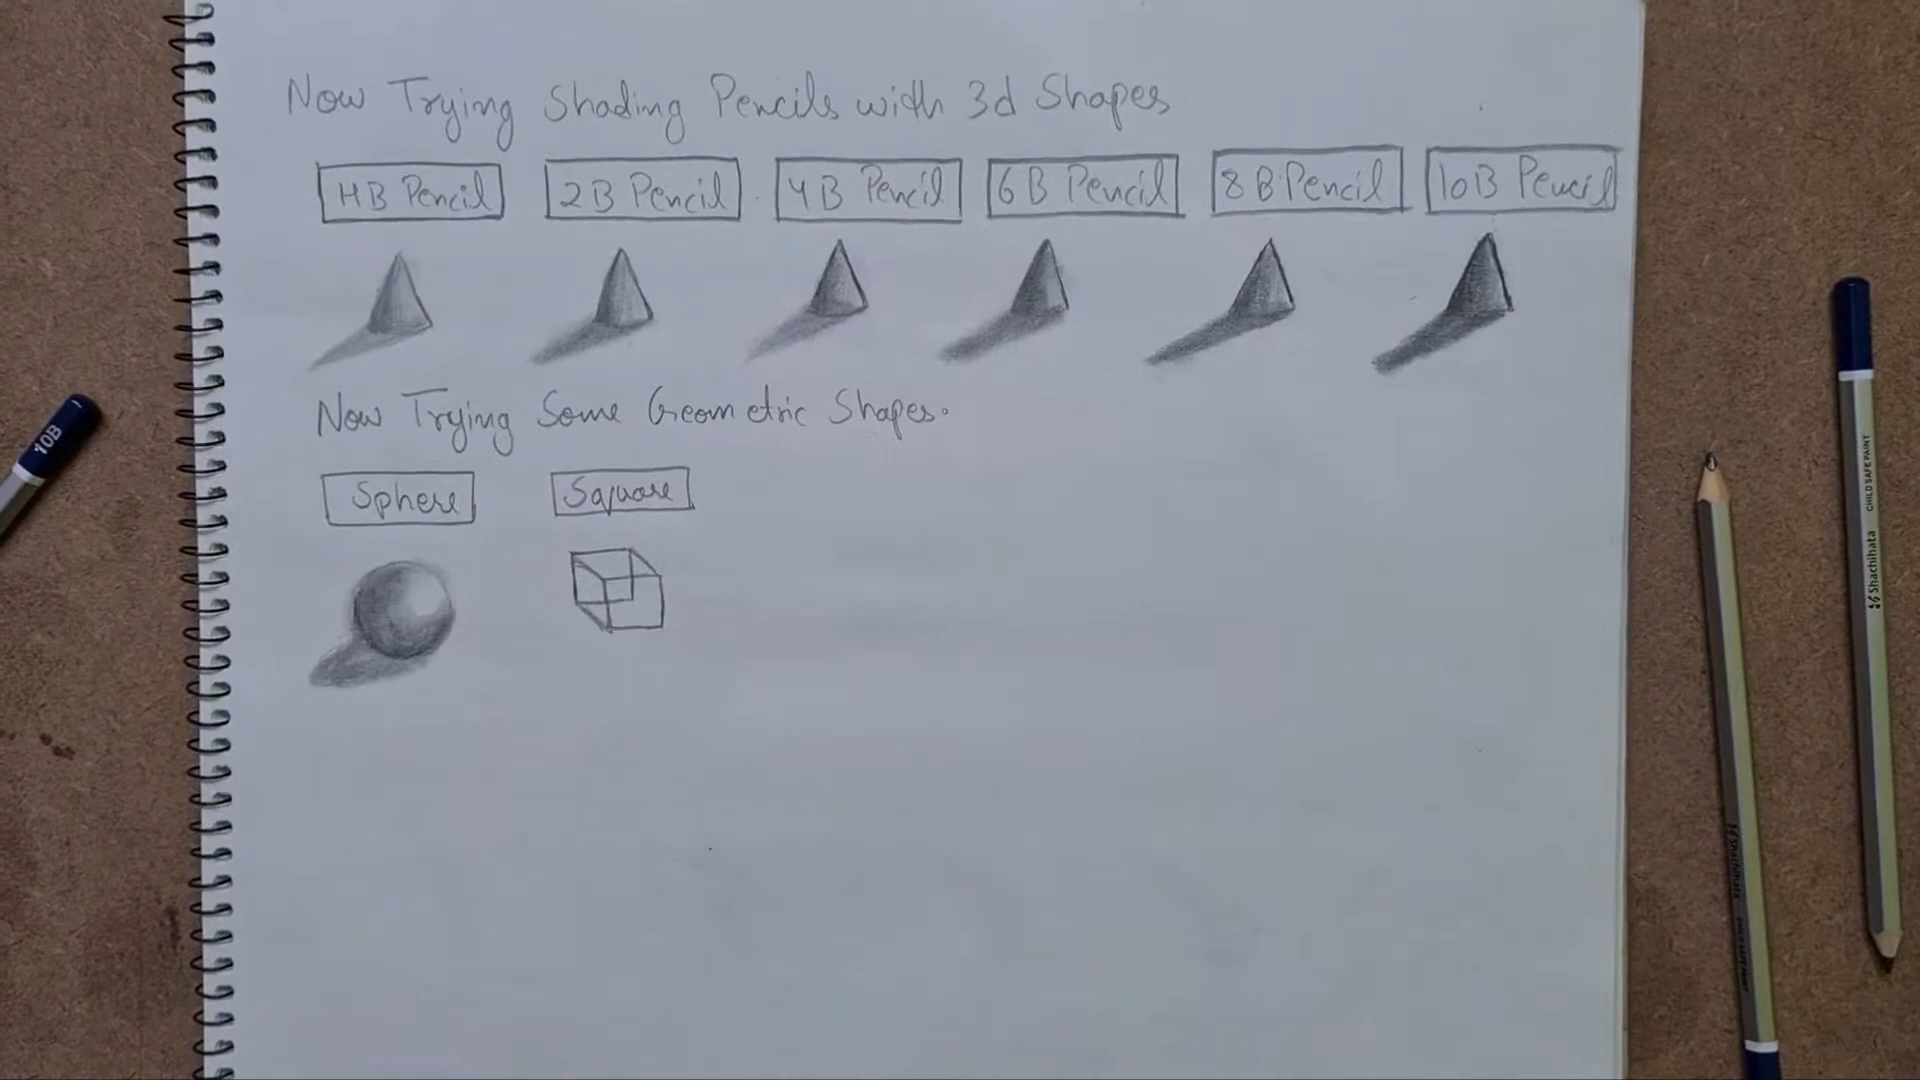 Now Trying Shading Pencils with 3d Shapes
HB Pencil 2B Pencil 4B Pencil 6B Pencil 8B Pencil 10B Pencil
Now Trying Some Geometric Shapes.
Sphere Square
10B
Shachihata CHILD SAFE PAINT
Shachihata